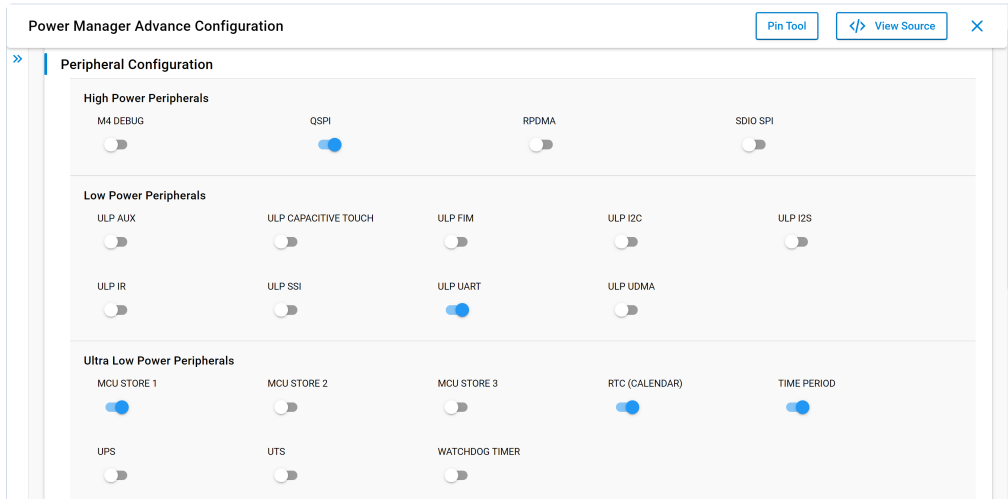 Power Manager Advance Configuration
Pin Tool
</> View Source
Peripheral Configuration
High Power Peripherals
M4 DEBUG QSPI RPDMA SDIO SPI
Low Power Peripherals
ULP AUX ULP CAPACITIVE TOUCH ULP FIM ULP I2C ULP I2S
ULP IR ULP SSI ULP UART ULP UDMA
Ultra Low Power Peripherals
MCU STORE 1 MCU STORE 2 MCU STORE 3 RTC (CALENDAR) TIME PERIOD
UPS UTS WATCHDOG TIMER